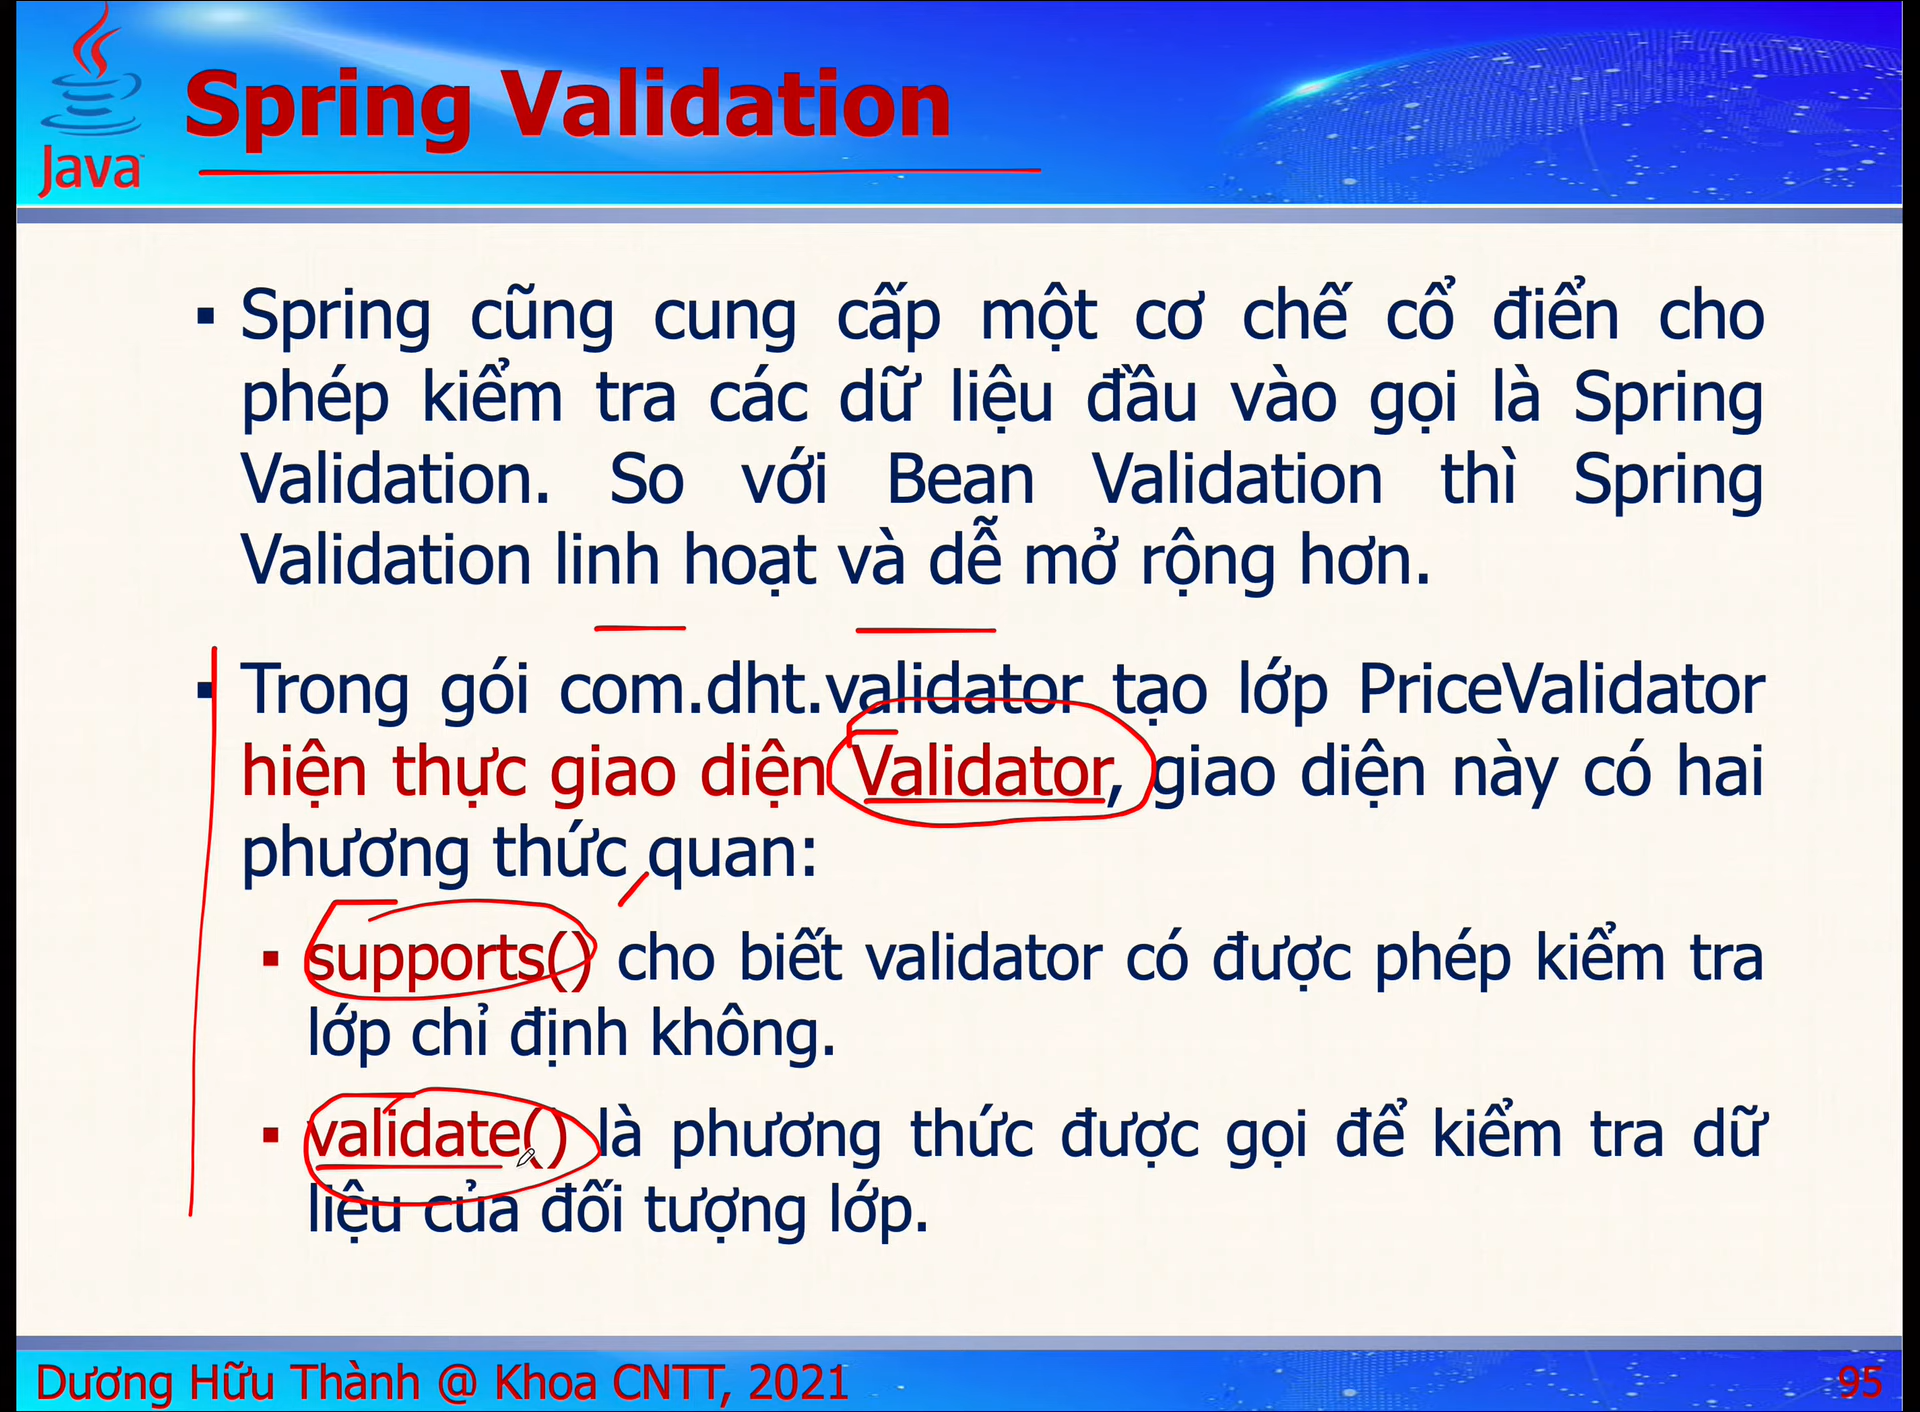 Java
Spring Validation
▪ Spring cũng cung cấp một cơ chế cổ điển cho
phép kiểm tra các dữ liệu đầu vào gọi là Spring
Validation. So với Bean Validation thì Spring
Validation linh hoạt và dễ mở rộng hơn.
▪ Trong gói com.dht.validator tạo lớp PriceValidator
hiện thực giao diện Validator, giao diện này có hai
phương thức quan:
▪ supports() cho biết validator có được phép kiểm tra
lớp chỉ định không.
▪ validate() là phương thức được gọi để kiểm tra dữ
liệu của đối tượng lớp.
Dương Hữu Thành @ Khoa CNTT, 2021
95